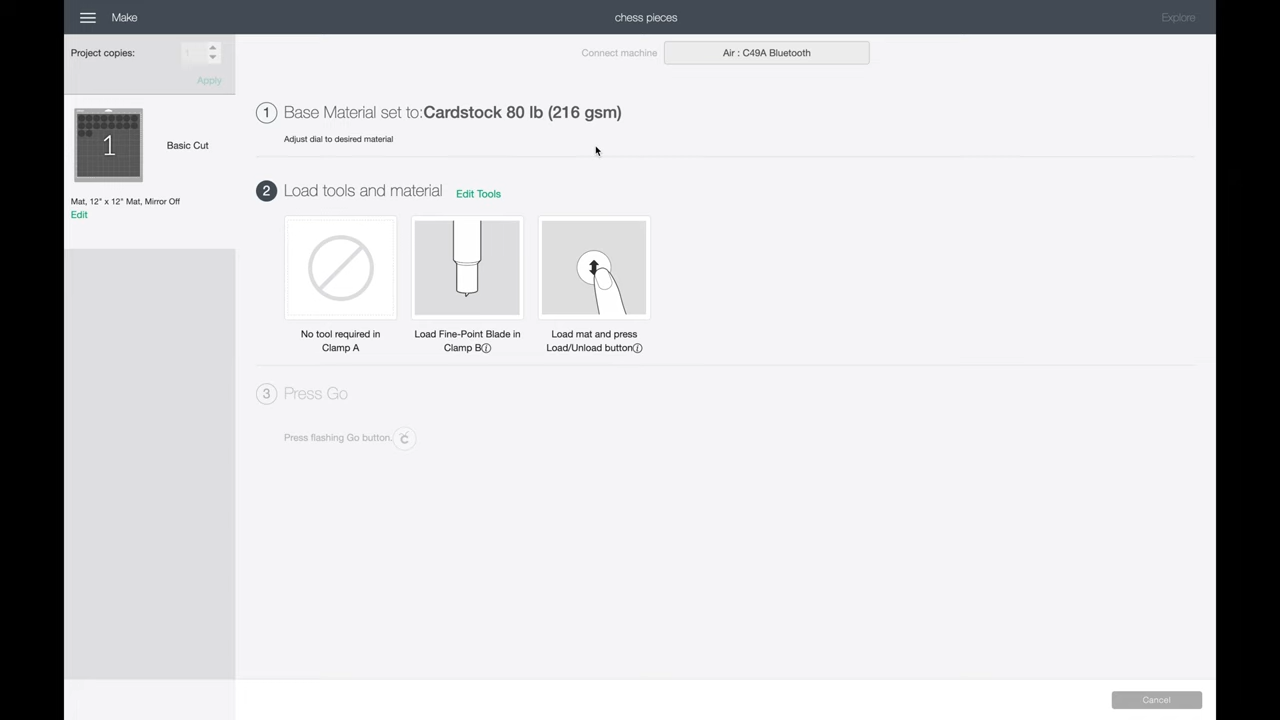 Make
chess pieces
Explore
Project copies:
1
Apply
Connect machine
Air : C49A Bluetooth
1
Basic Cut
Mat, 12" x 12" Mat, Mirror Off
Edit
1 Base Material set to:Cardstock 80 lb (216 gsm)
Adjust dial to desired material
2 Load tools and material
Edit Tools
No tool required in
Clamp A
Load Fine-Point Blade in
Clamp B
Load mat and press
Load/Unload button
3 Press Go
Press flashing Go button.
Cancel